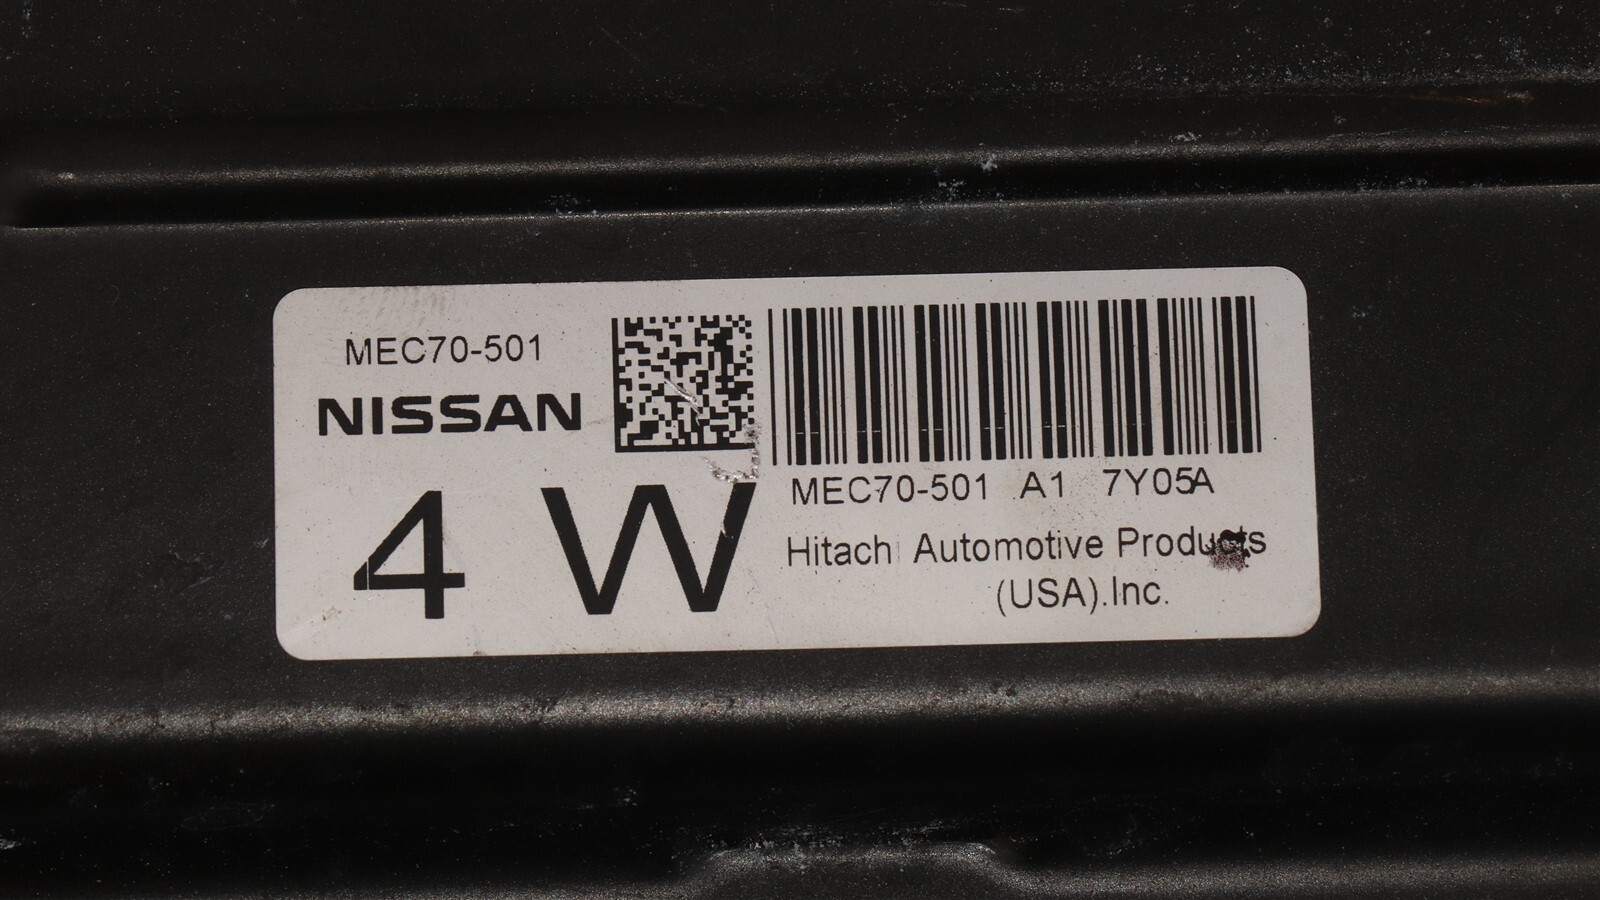 MEC70-501
NISSAN
4 W
MEC70-501 A1 7Y05A
Hitachi Automotive Products
(USA).Inc.